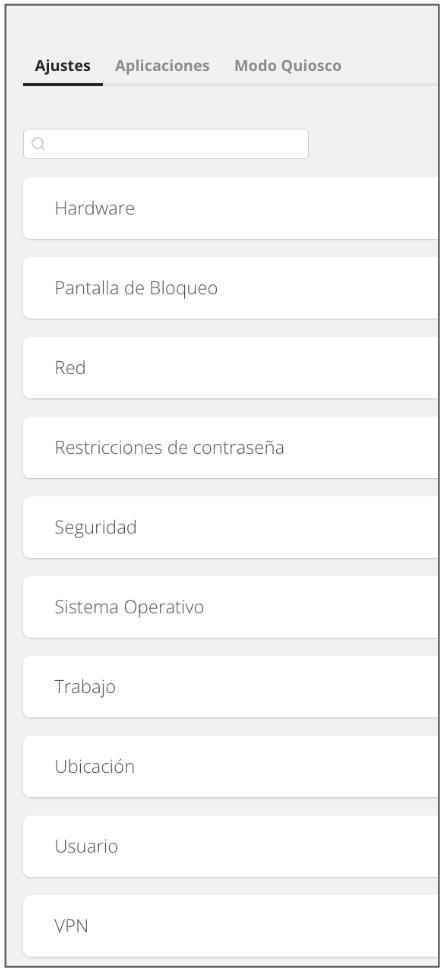 Ajustes Aplicaciones Modo Quiosco
Hardware
Pantalla de Bloqueo
Red
Restricciones de contraseña
Seguridad
Sistema Operativo
Trabajo
Ubicación
Usuario
VPN